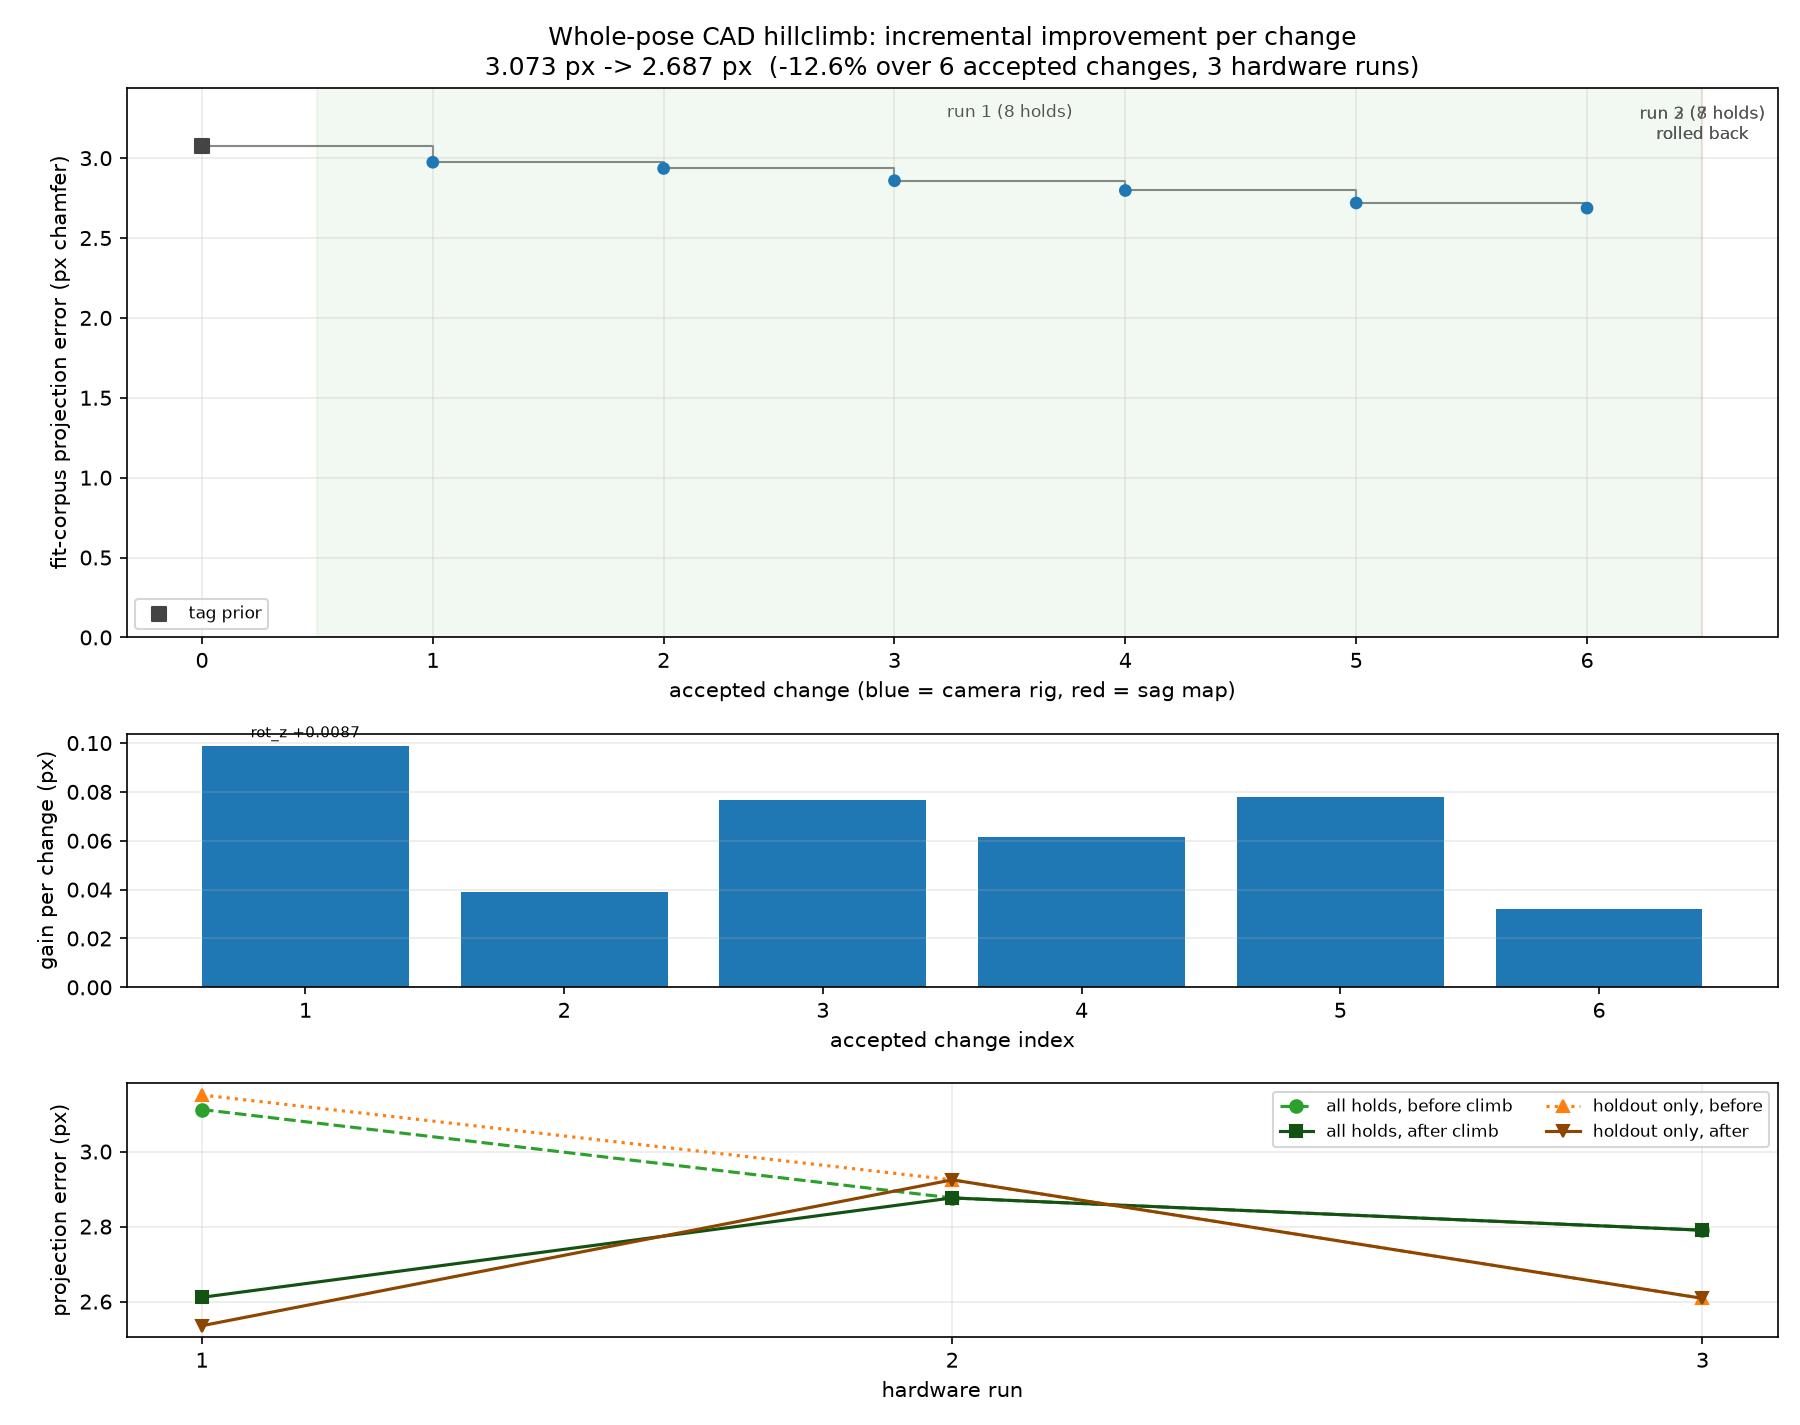 Whole-pose CAD hillclimb: incremental improvement per change
3.073 px -> 2.687 px (-12.6% over 6 accepted changes, 3 hardware runs)
fit-corpus projection error (px chamfer)
3.0
2.5
2.0
1.5
1.0
0.5
0.0
run 1 (8 holds)
run holds)
rolled back
tag prior
0 1 2 3 4 5 6
accepted change (blue = camera rig, red = sag map)
gain per change (px)
0.10
0.08
0.06
0.04
0.02
0.00
rot_z +0.0087
1 2 3 4 5 6
accepted change index
projection error (px)
3.0
2.8
2.6
all holds, before climb
all holds, after climb
holdout only, before
holdout only, after
1 2 3
hardware run